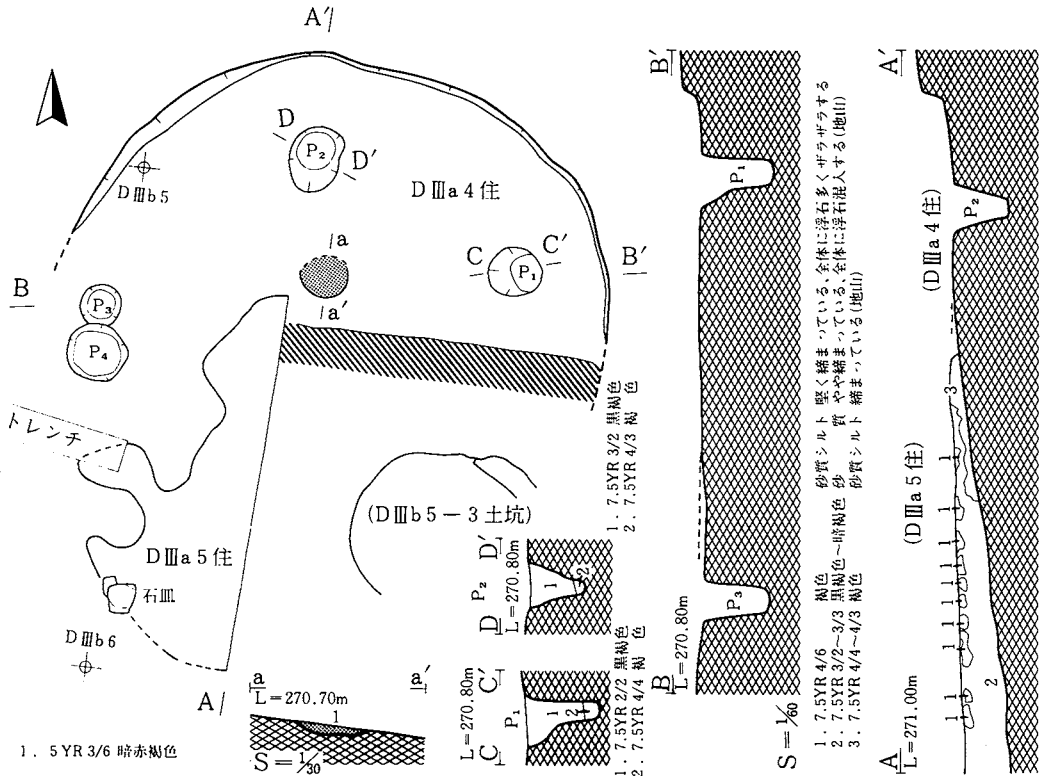 A'
D
P₂
D'
DⅢb5
DⅢa4住
a
C
C'
P₁
B'
B
a'
P₃
P₄
トレンチ
(DⅢb5-3土坑)
DⅢa5住
石皿
DⅢb6
A
a
a'
L=270.70m
1
S=1/30
1. 5YR 3/6 暗赤褐色
D
D'
P₂
L=270.80m
1
2
1. 7.5YR 3/2 黒褐色
2. 7.5YR 4/3 褐 色
C
C'
P₁
L=270.80m
1
2
1. 7.5YR 2/2 黒褐色
2. 7.5YR 4/4 褐 色
B
B'
L=270.80m
P₁
P₃
S=1/60
1. 7.5YR 4/6 褐色 砂質シルト 堅く締まっている、全体に浮石多くザラザラする
2. 7.5YR 3/2~3/3 黒褐色~暗褐色 砂 質 やや締まっている、全体に浮石混入する(地山)
3. 7.5YR 4/4~4/3 褐色 砂質シルト 締まっている(地山)
A
A'
L=271.00m
(DⅢa4住)
(DⅢa5住)
P₂
3
1
1
1
1
1
1
1
1
1
1
2